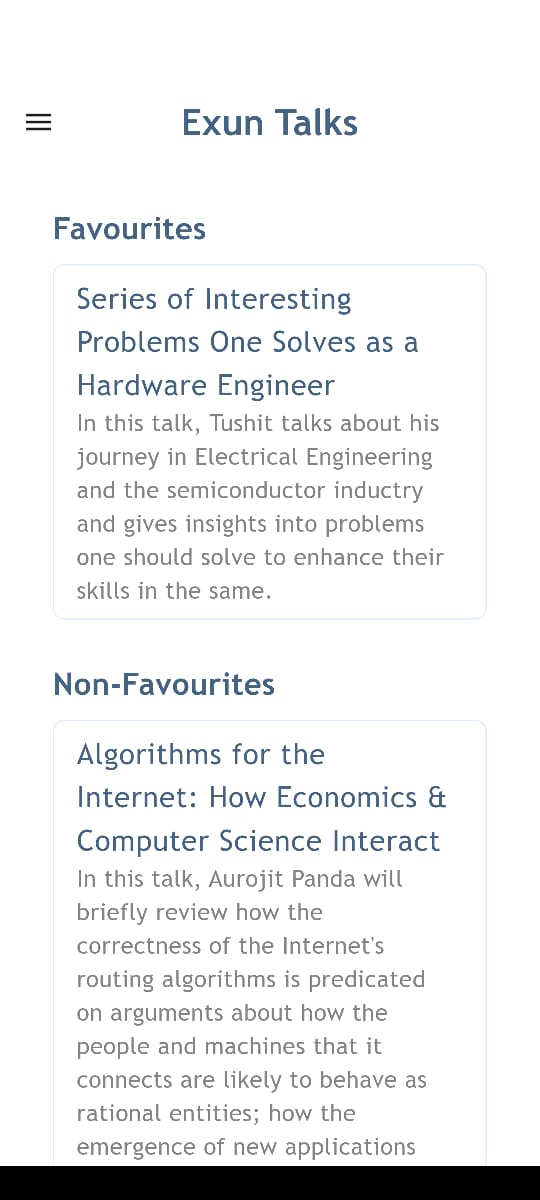 Exun Talks
Favourites
Series of Interesting
Problems One Solves as a
Hardware Engineer
In this talk, Tushit talks about his
journey in Electrical Engineering
and the semiconductor inductry
and gives insights into problems
one should solve to enhance their
skills in the same.
Non-Favourites
Algorithms for the
Internet: How Economics &
Computer Science Interact
In this talk, Aurojit Panda will
briefly review how the
correctness of the Internet's
routing algorithms is predicated
on arguments about how the
people and machines that it
connects are likely to behave as
rational entities; how the
emergence of new applications